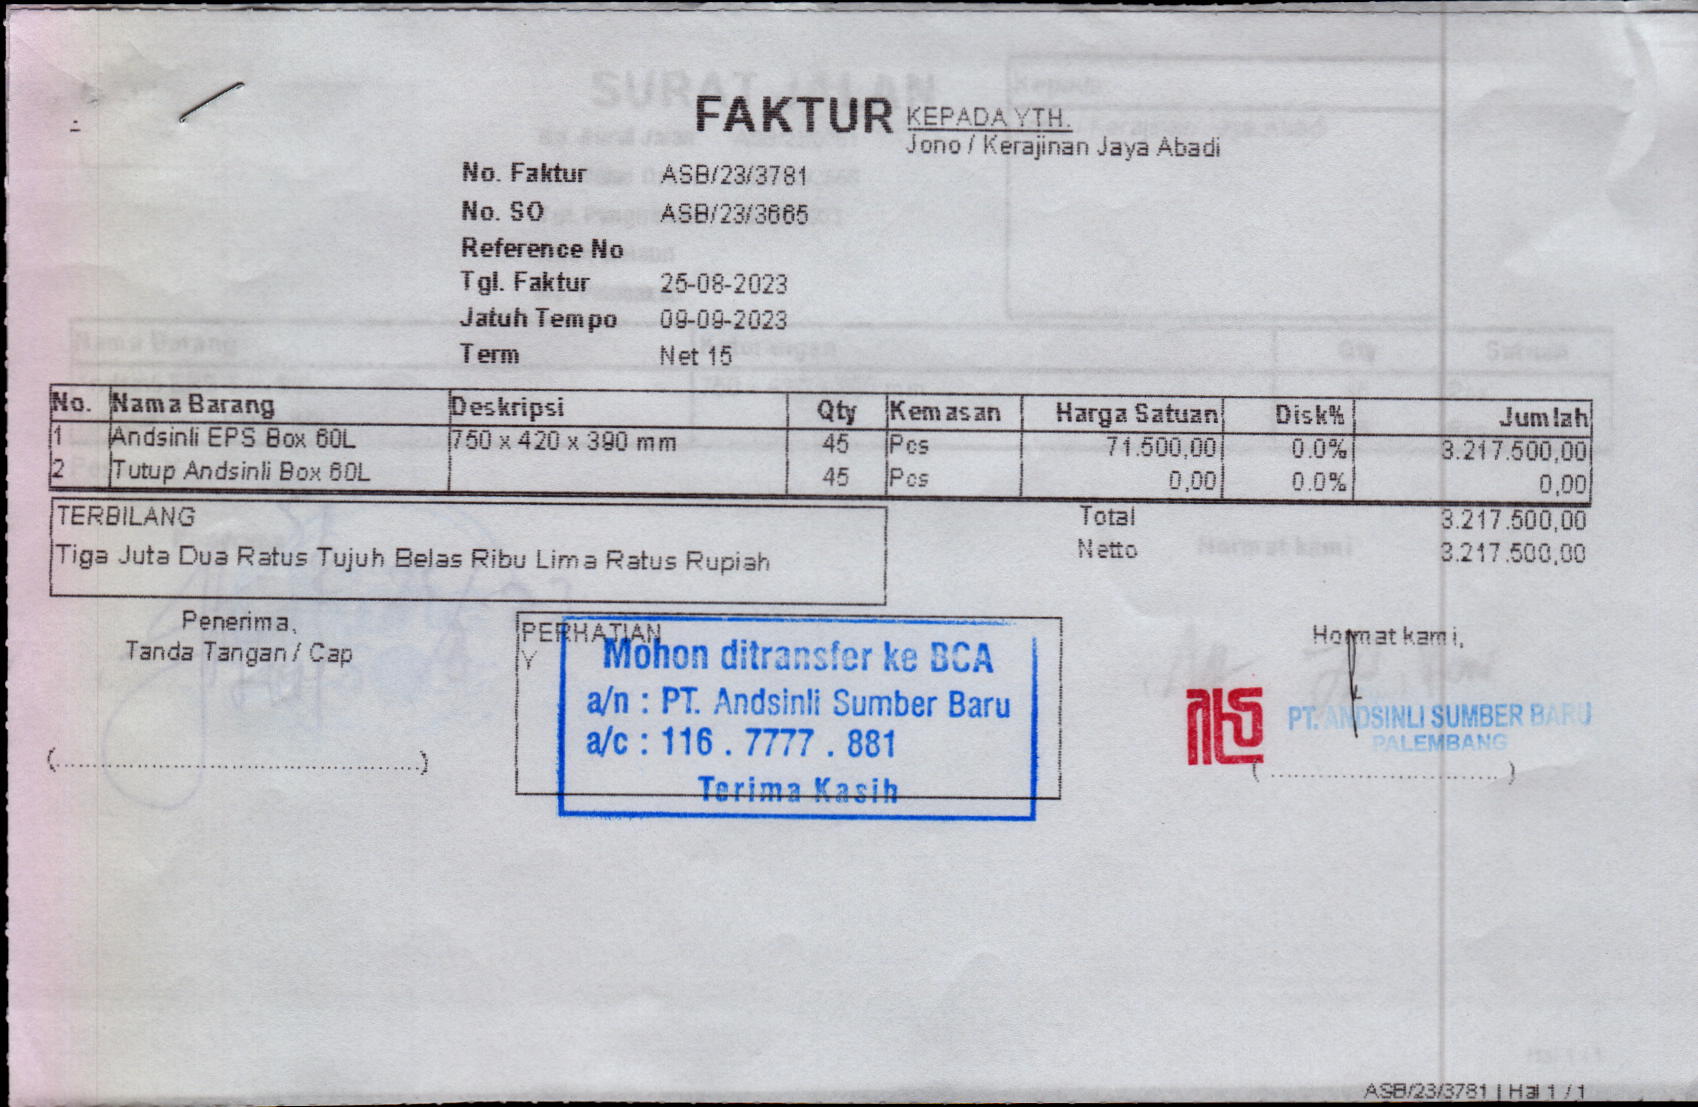 FAKTUR
KEPADA YTH.
Jono / Kerajinan Jaya Abadi
No. Faktur ASB/23/3781
No. SO ASB/23/3665
Reference No
Tgl. Faktur 25-08-2023
Jatuh Tempo 09-09-2023
Term Net 15
No. Nama Barang Deskripsi Qty Kemasan Harga Satuan Disk% Jumlah
1 Andsinli EPS Box 60L 750 x 420 x 390 mm 45 Pcs 71.500,00 0.0% 3.217.500,00
2 Tutup Andsinli Box 60L 45 Pcs 0,00 0.0% 0,00
TERBILANG
Tiga Juta Dua Ratus Tujuh Belas Ribu Lima Ratus Rupiah
Total 3.217.500,00
Netto 3.217.500,00
Penerima,
Tanda Tangan / Cap
(..........................................................)
PERHATIAN
Y
Mohon ditransfer ke BCA
a/n : PT. Andsinli Sumber Baru
a/c : 116 . 7777 . 881
Terima Kasih
Hormat kami,
PT. ANDSINLI SUMBER BARU
PALEMBANG
(....................................)
ASB/23/3781 | Hal 1 / 1